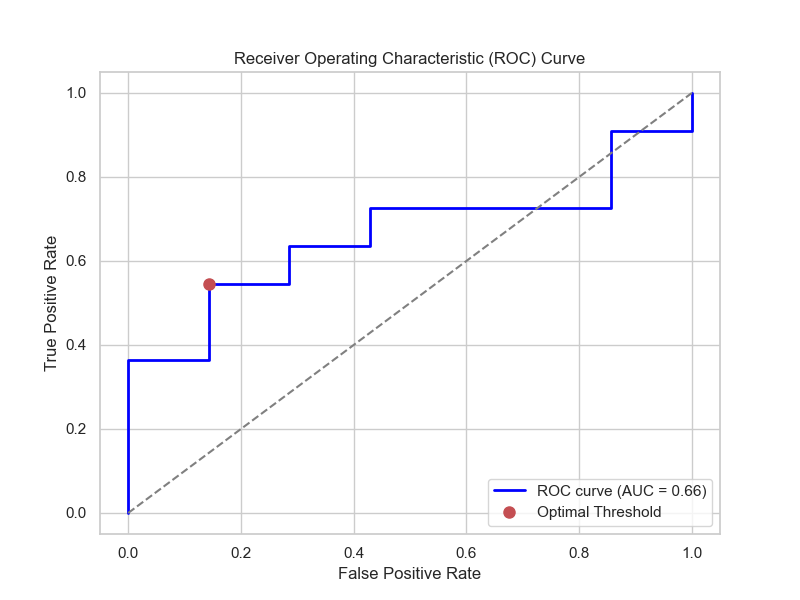 Receiver Operating Characteristic (ROC) Curve
True Positive Rate
1.0
0.8
0.6
0.4
0.2
0.0
ROC curve (AUC = 0.66)
Optimal Threshold
0.0 0.2 0.4 0.6 0.8 1.0
False Positive Rate